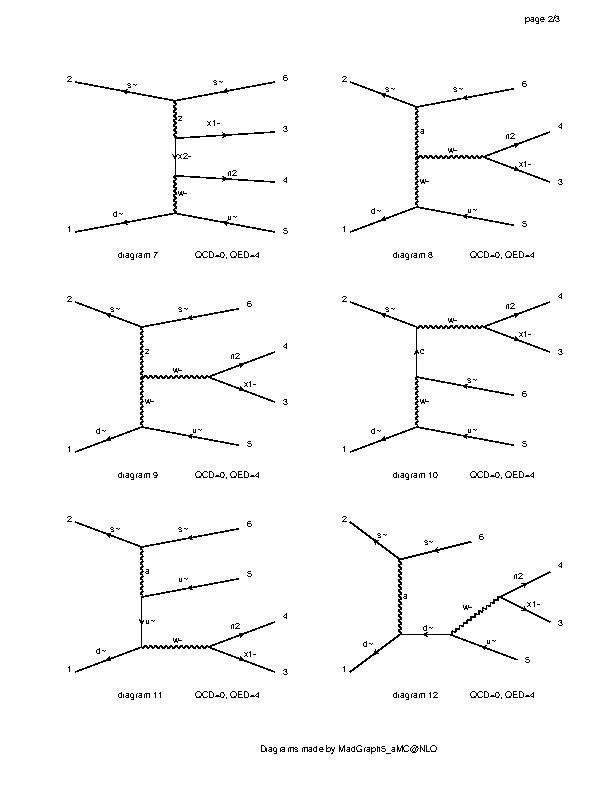 page 2/3
2 s~ s~ 6
z
x1- 3
x2-
n2 4
w-
d~ u~
1 5
diagram 7 QCD=0, QED=4
2 s~ s~ 6
a
n2 4
w-
x1- 3
w-
d~ u~ 5
1
diagram 8 QCD=0, QED=4
2 s~ s~ 6
z
n2 4
w-
x1- 3
w-
d~ u~ 5
1
diagram 9 QCD=0, QED=4
2 n2 4
s~ w-
x1- 3
c
s~ 6
w-
d~ u~ 5
1
diagram 10 QCD=0, QED=4
2 s~ s~ 6
a
u~ 5
u~
n2 4
d~ w-
x1- 3
1
diagram 11 QCD=0, QED=4
2 s~ s~ 6
n2 4
a
w- x1- 3
d~ d~ u~
1 5
diagram 12 QCD=0, QED=4
Diagrams made by MadGraph5_aMC@NLO